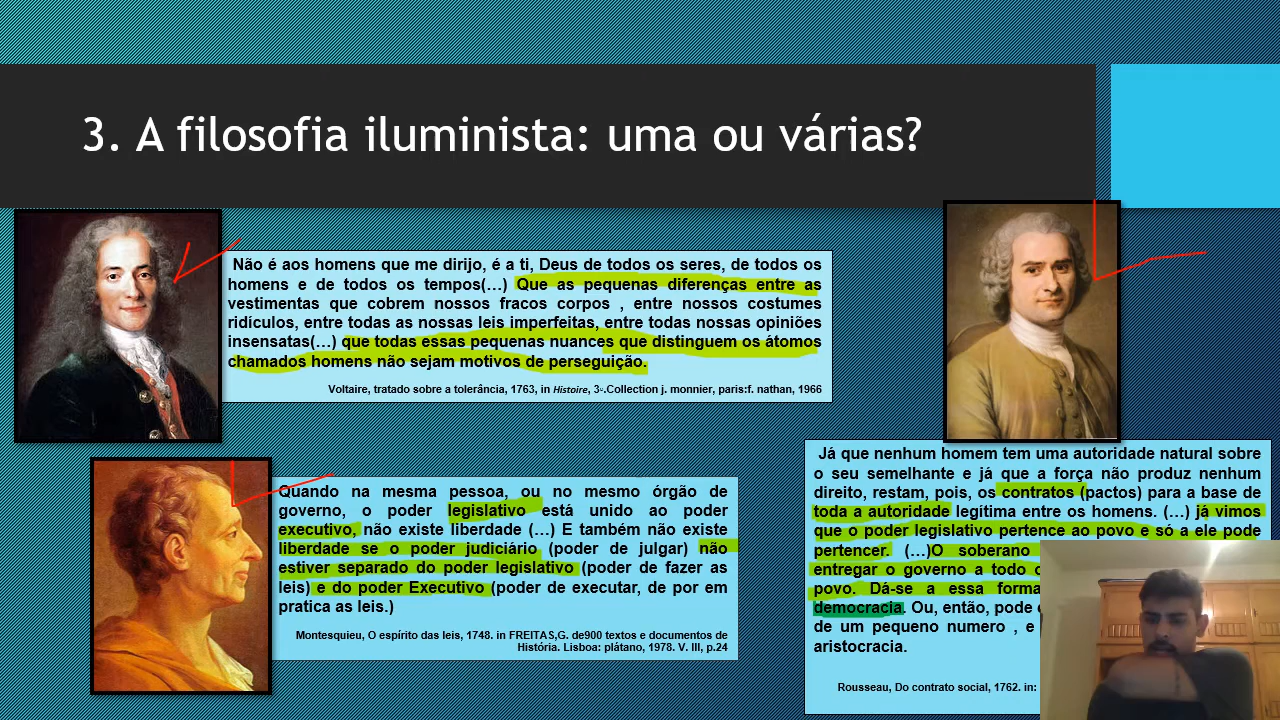 3. A filosofia iluminista: uma ou várias?
Não é aos homens que me dirijo, é a ti, Deus de todos os seres, de todos os
homens e de todos os tempos(…) Que as pequenas diferenças entre as
vestimentas que cobrem nossos fracos corpos , entre nossos costumes
ridículos, entre todas as nossas leis imperfeitas, entre todas nossas opiniões
insensatas(…) que todas essas pequenas nuances que distinguem os átomos
chamados homens não sejam motivos de perseguição.
Voltaire, tratado sobre a tolerância, 1763, in Histoire, 3ª.Collection j. monnier, paris:f. nathan, 1966
Quando na mesma pessoa, ou no mesmo órgão de
governo, o poder legislativo está unido ao poder
executivo, não existe liberdade (…) E também não existe
liberdade se o poder judiciário (poder de julgar) não
estiver separado do poder legislativo (poder de fazer as
leis) e do poder Executivo (poder de executar, de por em
pratica as leis.)
Montesquieu, O espírito das leis, 1748. in FREITAS,G. de900 textos e documentos de
História. Lisboa: plátano, 1978. V. III, p.24
Já que nenhum homem tem uma autoridade natural sobre
o seu semelhante e já que a força não produz nenhum
direito, restam, pois, os contratos (pactos) para a base de
toda a autoridade legítima entre os homens. (…) já vimos
que o poder legislativo pertence ao povo e só a ele pode
pertencer. (…)O soberano
entregar o governo a todo
povo. Dá-se a essa forma
democracia. Ou, então, pode
de um pequeno numero , e
aristocracia.
Rousseau, Do contrato social, 1762. in: